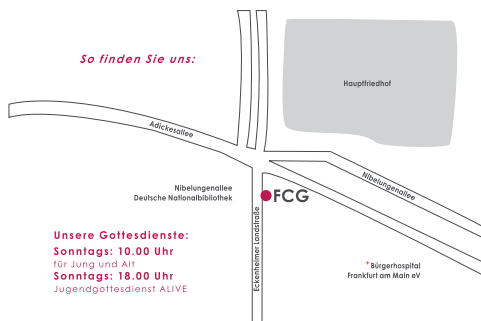 So finden Sie uns:
Hauptfriedhof
Adickesallee
Nibelungenallee
Nibelungenallee
Deutsche Nationalbibliothek
FCG
Eckenheimer Landstraße
Unsere Gottesdienste:
Sonntags: 10.00 Uhr
für Jung und Alt
Sonntags: 18.00 Uhr
Jugendgottesdienst ALIVE
*Bürgerhospital
Frankfurt am Main eV